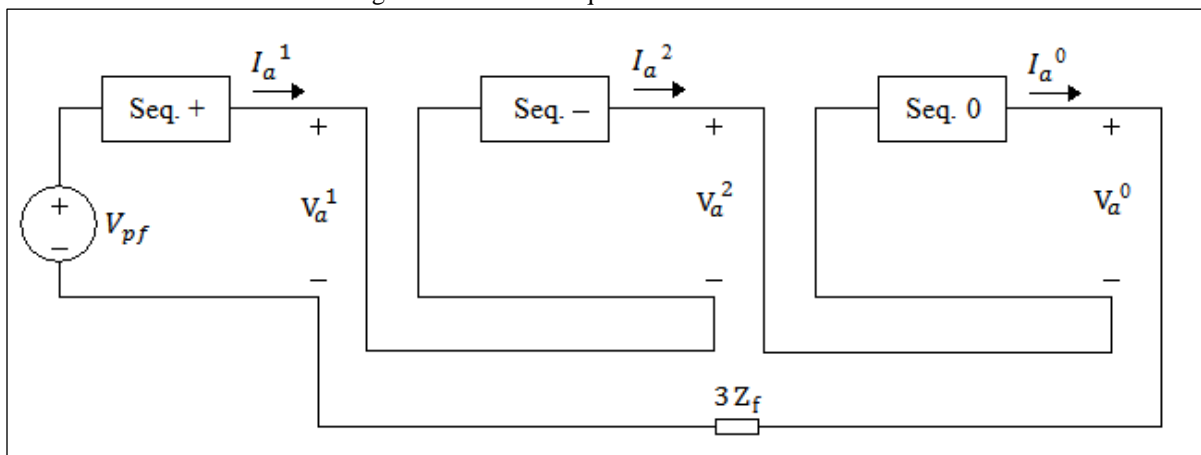 Seq. +
I_a^1
+
V_a^1
−
+
−
V_pf
Seq. −
I_a^2
+
V_a^2
−
Seq. 0
I_a^0
+
V_a^0
−
3 Z_f